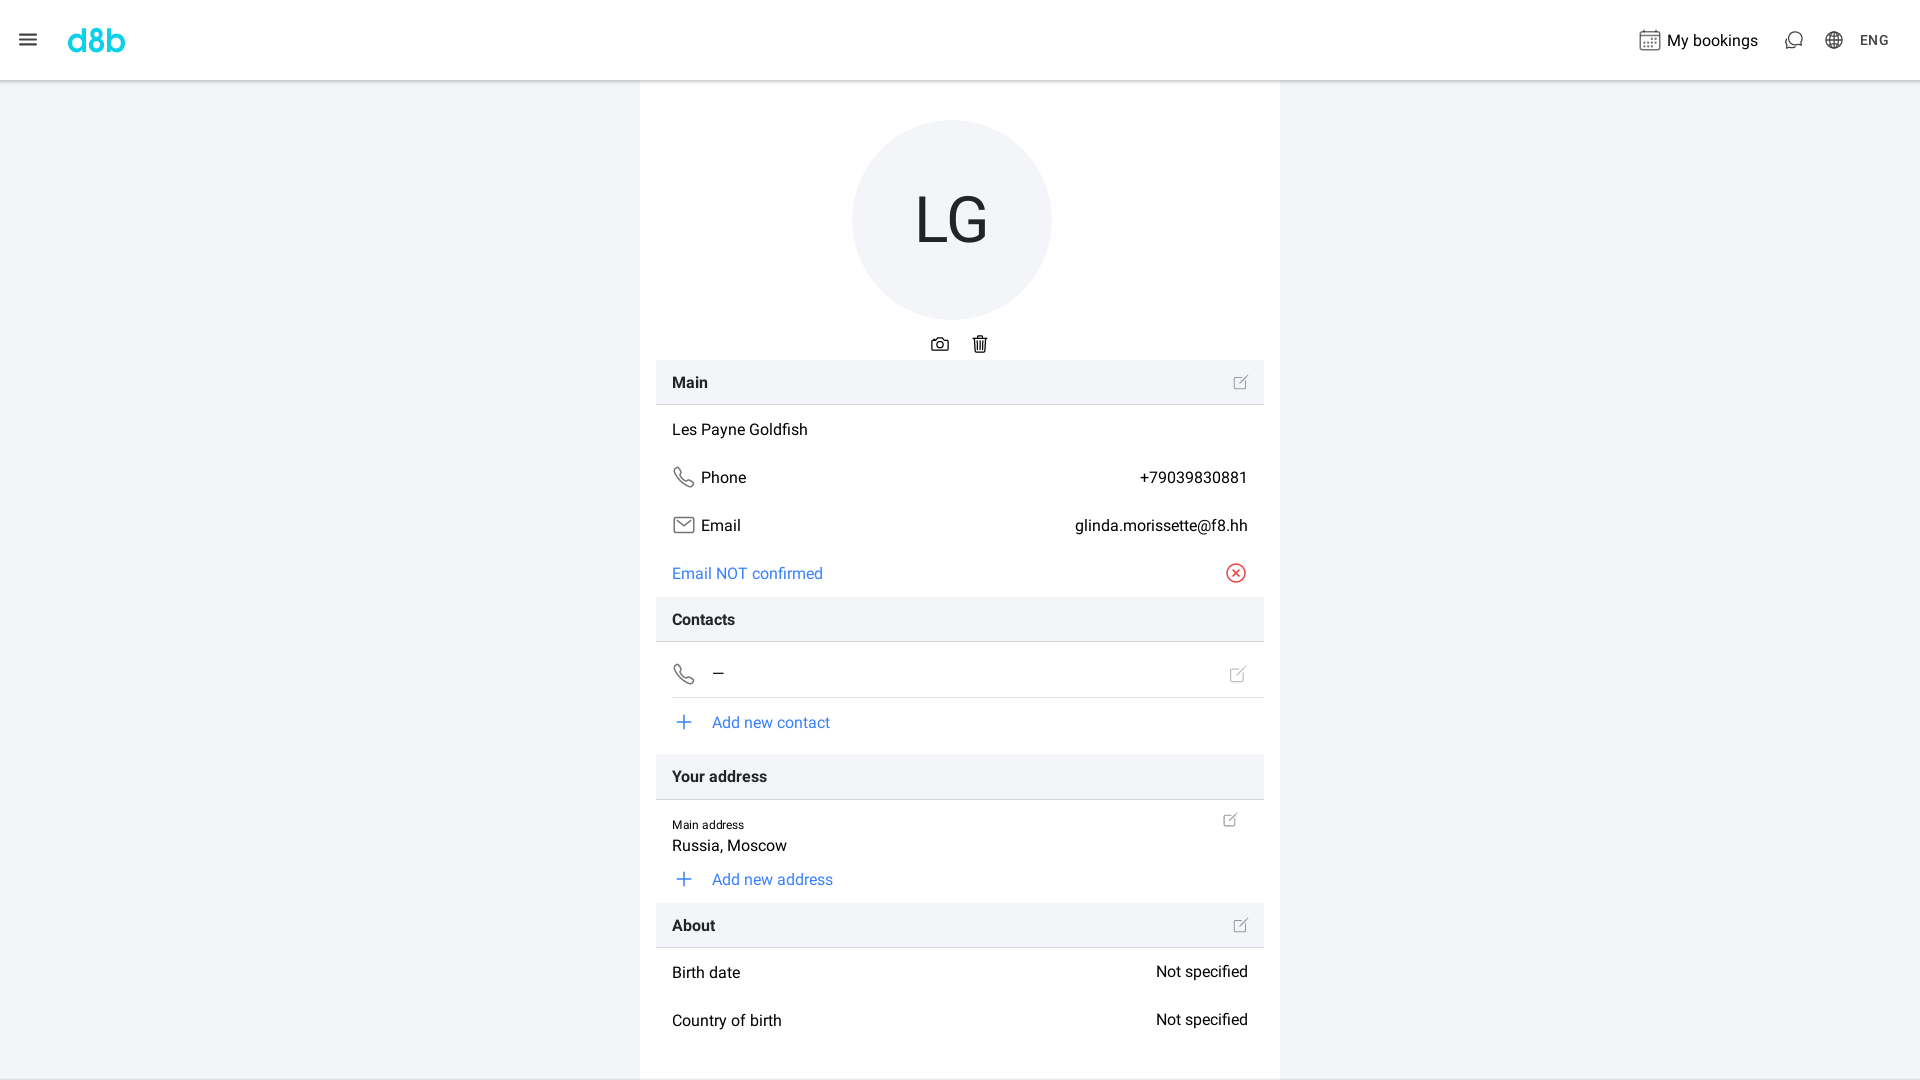 d8b
My bookings
ENG
LG
Main
Les Payne Goldfish
Phone +79039830881
Email glinda.morissette@f8.hh
Email NOT confirmed
Contacts
—
Add new contact
Your address
Main address
Russia, Moscow
Add new address
About
Birth date Not specified
Country of birth Not specified